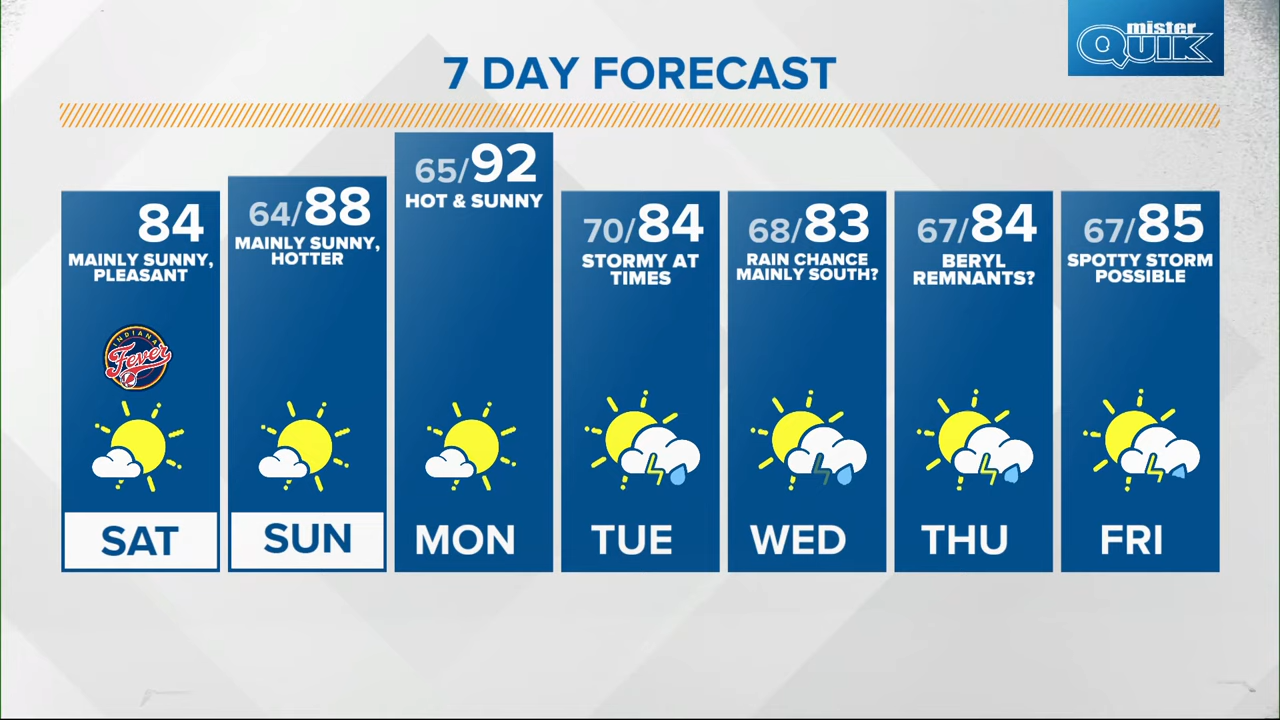 mister
QUIK
7 DAY FORECAST
84
MAINLY SUNNY,
PLEASANT
INDIANA
Fever
SAT
64/88
MAINLY SUNNY,
HOTTER
SUN
65/92
HOT & SUNNY
MON
70/84
STORMY AT
TIMES
TUE
68/83
RAIN CHANCE
MAINLY SOUTH?
WED
67/84
BERYL
REMNANTS?
THU
67/85
SPOTTY STORM
POSSIBLE
FRI